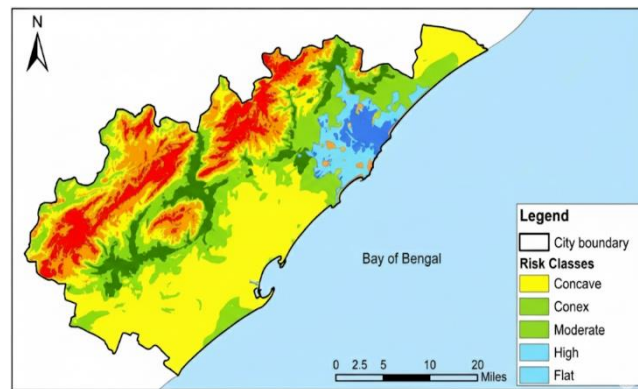 N
Bay of Bengal
Legend
City boundary
Risk Classes
Concave
Conex
Moderate
High
Flat
0 2.5 5 10 20
Miles